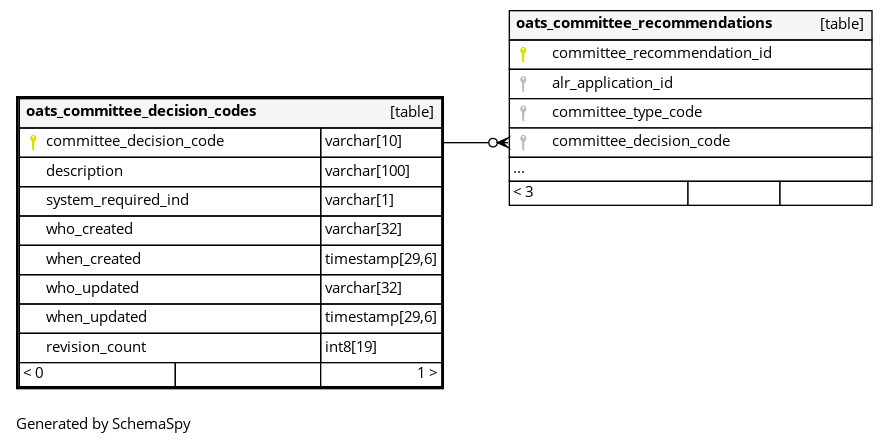 oats_committee_recommendations [table]
committee_recommendation_id
alr_application_id
committee_type_code
committee_decision_code
...
< 3
oats_committee_decision_codes [table]
committee_decision_code varchar[10]
description varchar[100]
system_required_ind varchar[1]
who_created varchar[32]
when_created timestamp[29,6]
who_updated varchar[32]
when_updated timestamp[29,6]
revision_count int8[19]
< 0 1 >
Generated by SchemaSpy